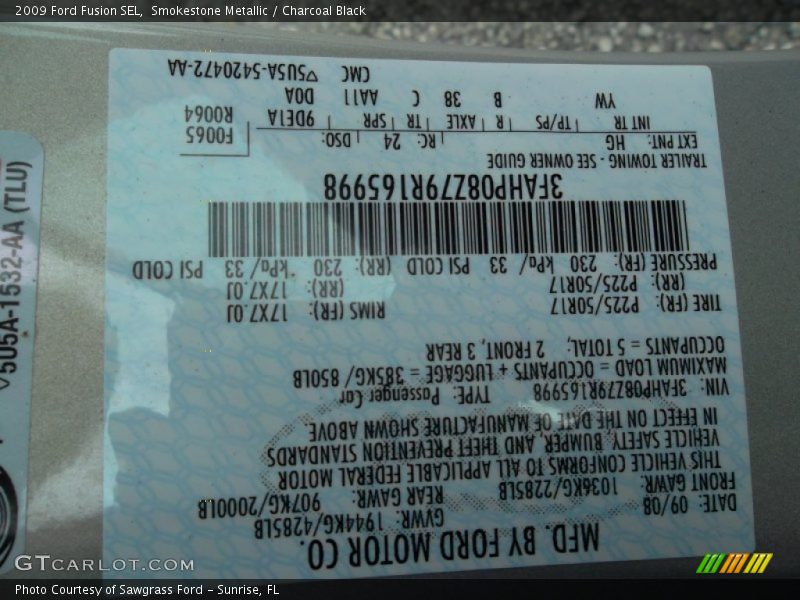 2009 Ford Fusion SEL, Smokestone Metallic / Charcoal Black
MFD. BY FORD MOTOR CO.
DATE: 09/08 GVWR: 1944KG/4285LB
FRONT GAWR: 1036KG/2285LB REAR GAWR: 907KG/2000LB
THIS VEHICLE CONFORMS TO ALL APPLICABLE FEDERAL MOTOR
VEHICLE SAFETY, BUMPER, AND THEFT PREVENTION STANDARDS
IN EFFECT ON THE DATE OF MANUFACTURE SHOWN ABOVE.
VIN: 3FAHP08Z79R165998 TYPE: Passenger Car
MAXIMUM LOAD = OCCUPANTS + LUGGAGE = 385KG/ 850LB
OCCUPANTS = 5 TOTAL, 2 FRONT, 3 REAR
TIRE (FR): P225/50R17 RIMS (FR): 17X7.0J
(RR): P225/50R17 (RR): 17X7.0J
PRESSURE (FR): 230 kPa/ 33 PSI COLD (RR): 230 kPa/ 33 PSI COLD
3FAHP08Z79R165998
TRAILER TOWING - SEE OWNER GUIDE
EXT PNT: HG RC: 24 DSO: F0065
R0064
INT TR TP/PS R AXLE TR SPR 9DE1A
YW B 38 C AA11 D0A
CMC ▽5U5A-5420472-AA
▽5U5A-1532-AA (TLU)
GTCARLOT.COM
Photo Courtesy of Sawgrass Ford - Sunrise, FL